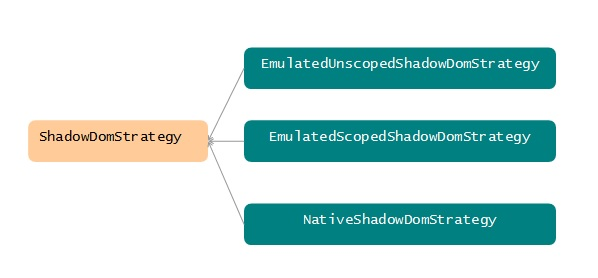 EmulatedUnscopedShadowDomStrategy
ShadowDomStrategy
EmulatedScopedShadowDomStrategy
NativeShadowDomStrategy